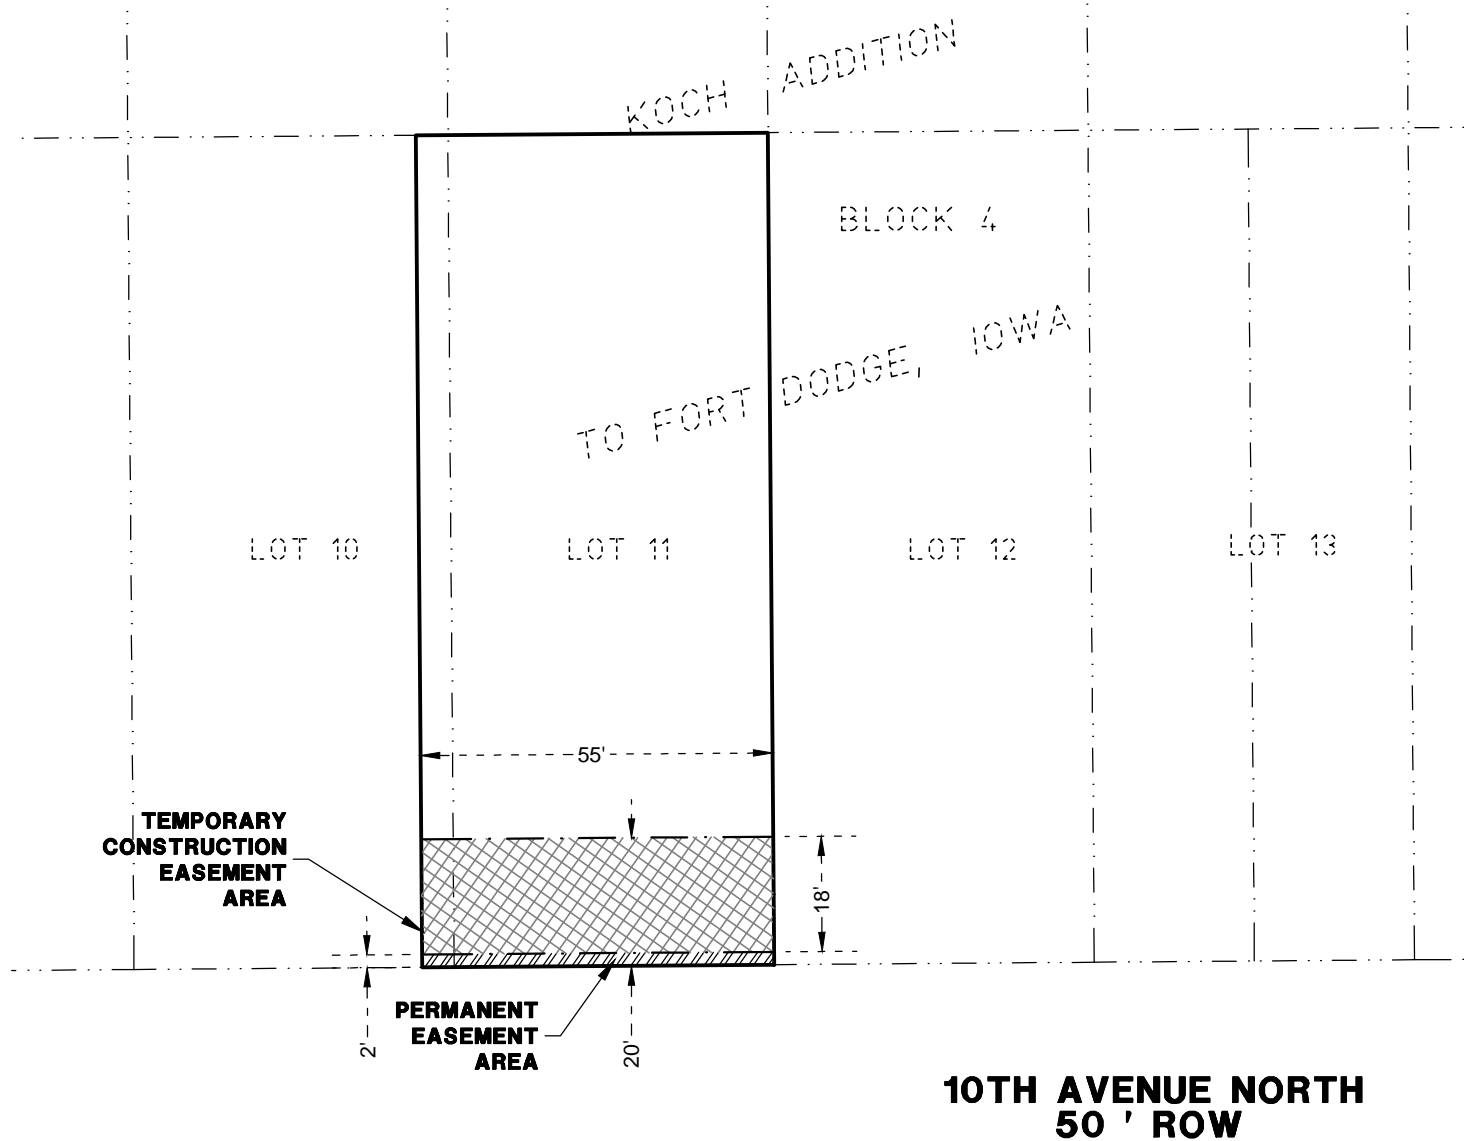 KOCH ADDITION
BLOCK 4
TO FORT DODGE, IOWA
LOT 10
LOT 11
LOT 12
LOT 13
55'
TEMPORARY
CONSTRUCTION
EASEMENT
AREA
18'
2'
PERMANENT
EASEMENT
AREA
20'
10TH AVENUE NORTH
50 ' ROW